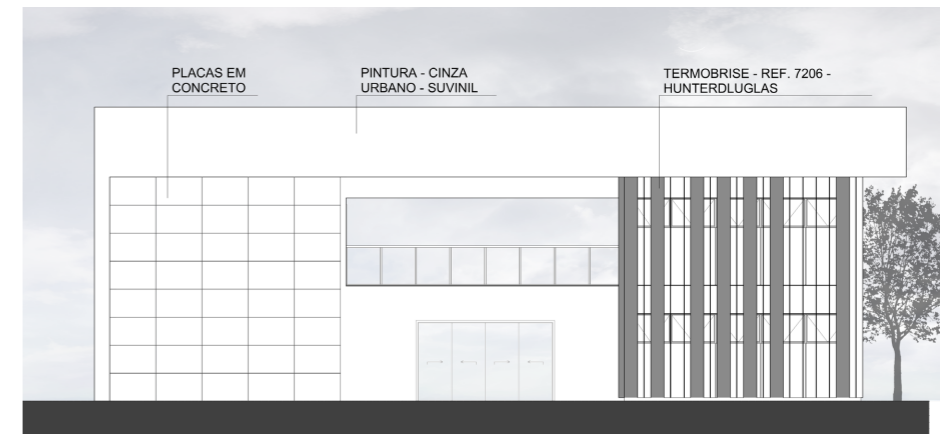 PLACAS EM
CONCRETO
PINTURA - CINZA
URBANO - SUVINIL
TERMOBRISE - REF. 7206 -
HUNTERDLUGLAS